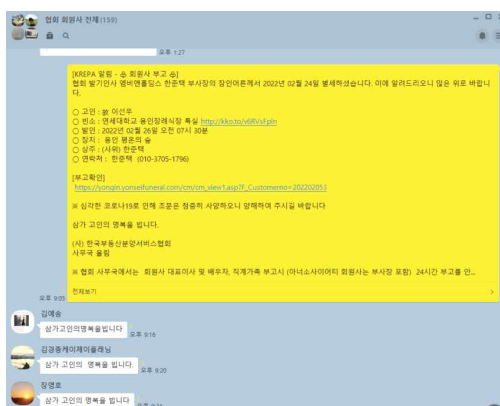 협회 회원사 전체(159)
오후 1:27
[KREPA 알림 - 회원사 부고]
협회 발기인사 엠비앤홀딩스 한준택 부사장의 장인어른께서 2022년 02월 24일 별세하셨습니다. 이에 알려드리오니 많은 위로 바랍니
다.
○ 고인 : 故 이선우
○ 빈소 : 연세대학교 용인장례식장 특실 http://kko.to/v6RVsFpln
○ 발인 : 2022년 02월 26일 오전 07시 30분
○ 장지 : 용인 평온의 숲
○ 상주 : (사위) 한준택
○ 연락처 : 한준택 (010-3705-1796)
[부고확인]
https://yongin.yonseifuneral.com/cm/cm_view1.asp?F_Customerno=202202053
※ 심각한 코로나19로 인해 조문은 정중히 사양하오니 양해하여 주시길 바랍니다
삼가 고인의 명복을 빕니다.
(사) 한국부동산분양서비스협회
사무국 올림
※ 협회 사무국에서는 회원사 대표이사 및 배우자, 직계가족 부고시 (아너소사이어티 회원사는 부사장 포함) 24시간 부고를 안...
전체보기
오후 9:03
김예승
삼가고인의명복을빕니다
오후 9:16
김경종케이제이플래닝
삼가 고인의 명복을 빕니다.
오후 9:20
장영호
삼가 고인의 명복을 빕니다